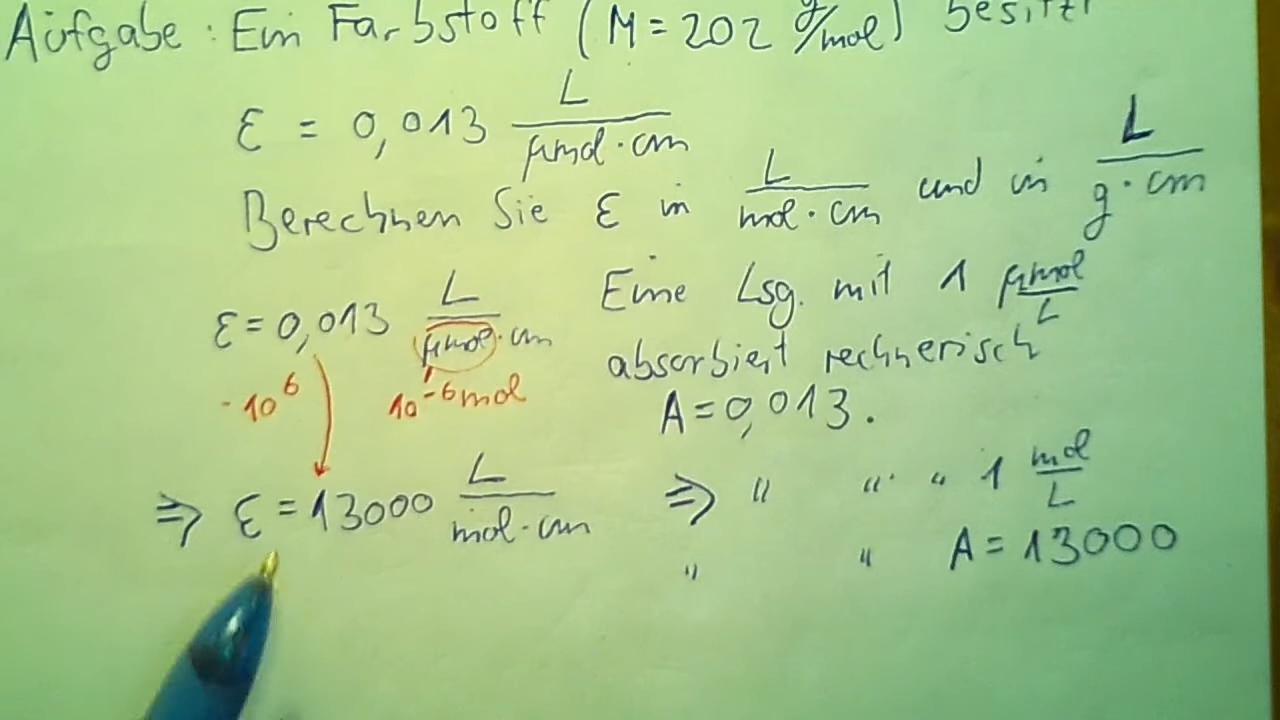 Aufgabe : Ein Farbstoff (M = 202 g/mol) besitzt
ε = 0,013 L / µmol · cm
Berechnen Sie ε in L / mol · cm und in L / g · cm
ε = 0,013 L / µmol · cm
· 10⁶
10⁻⁶ mol
⇒ ε = 13000 L / mol · cm
Eine Lsg. mit 1 µmol / L
absorbiert rechnerisch
A = 0,013.
⇒ " " " 1 mol / L
" " A = 13000